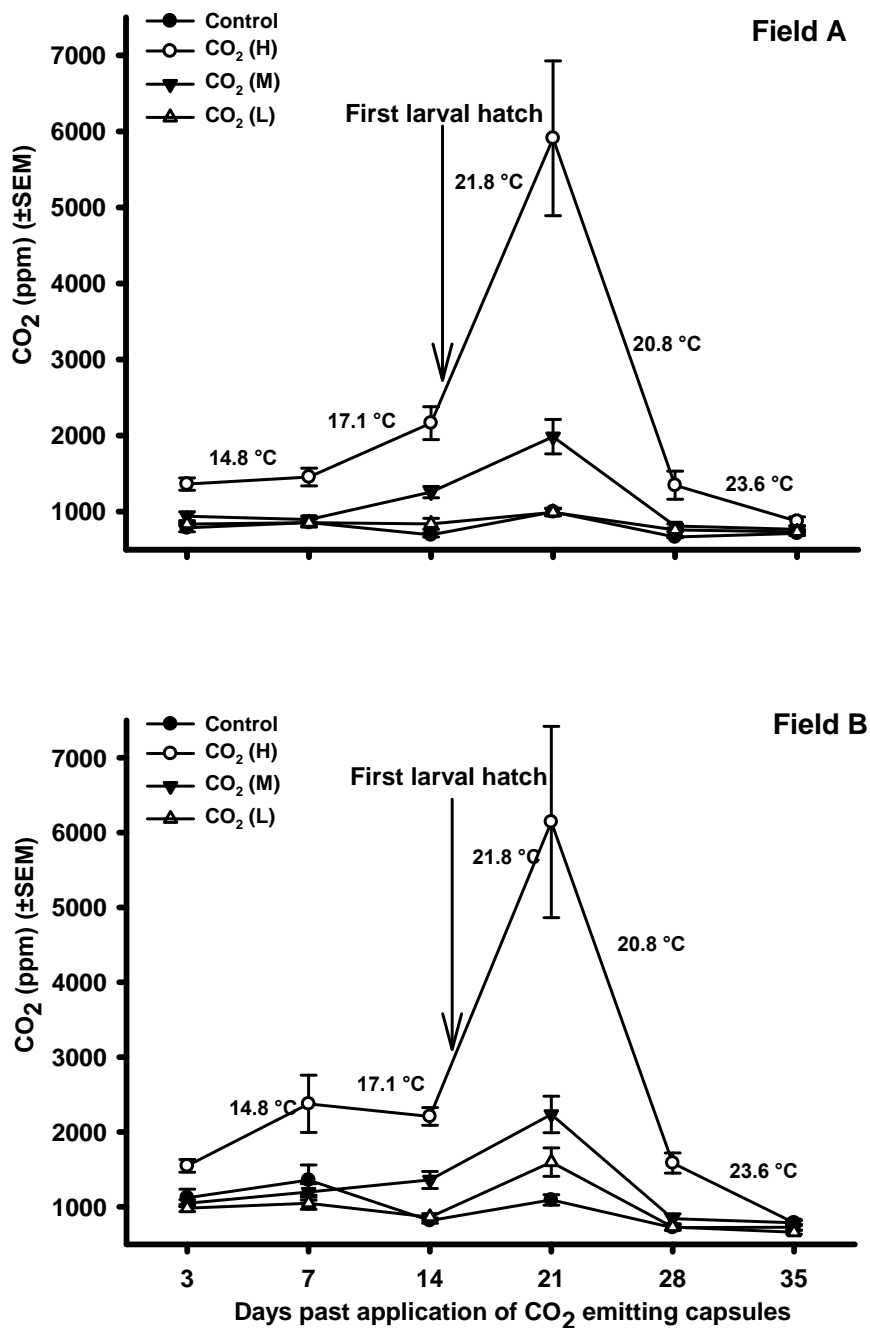 Field A
Control
CO2 (H)
CO2 (M)
CO2 (L)
First larval hatch
7000
6000
5000
4000
3000
2000
1000
CO2 (ppm) (±SEM)
14.8 °C
17.1 °C
21.8 °C
20.8 °C
23.6 °C
Field B
Control
CO2 (H)
CO2 (M)
CO2 (L)
First larval hatch
7000
6000
5000
4000
3000
2000
1000
CO2 (ppm) (±SEM)
14.8 °C
17.1 °C
21.8 °C
20.8 °C
23.6 °C
3 7 14 21 28 35
Days past application of CO2 emitting capsules